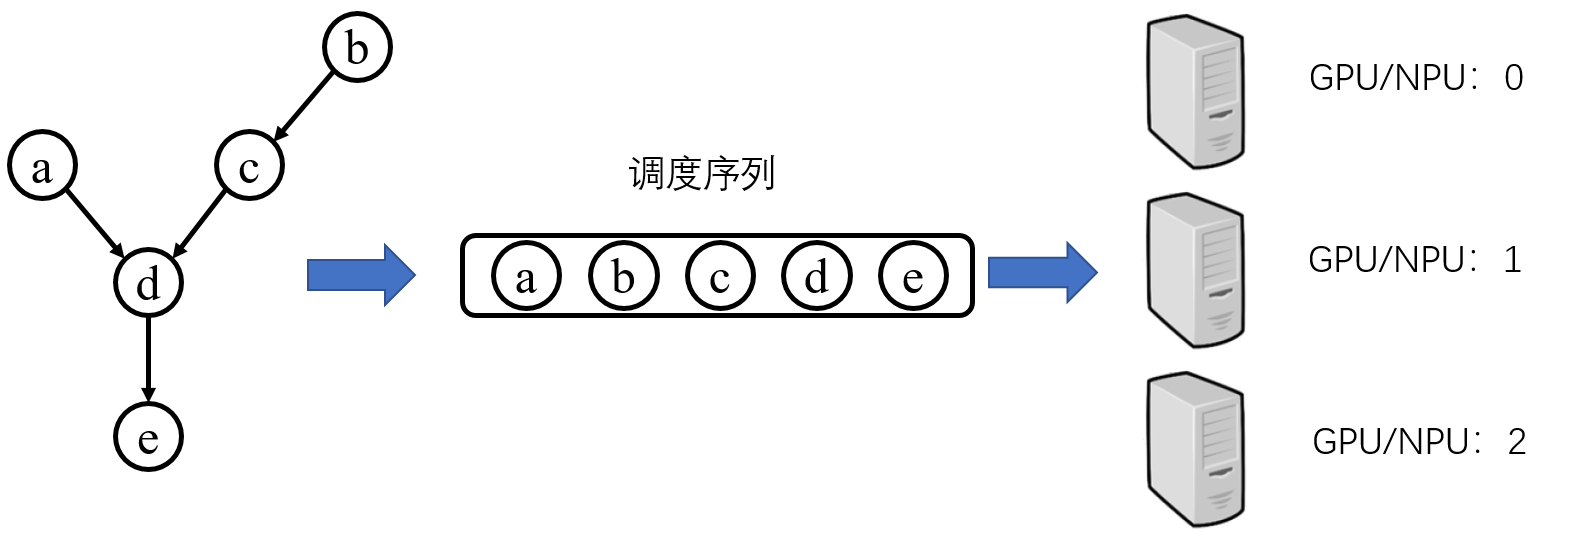 b
a
c
d
e
调度序列
a b c d e
GPU/NPU：0
GPU/NPU：1
GPU/NPU：2